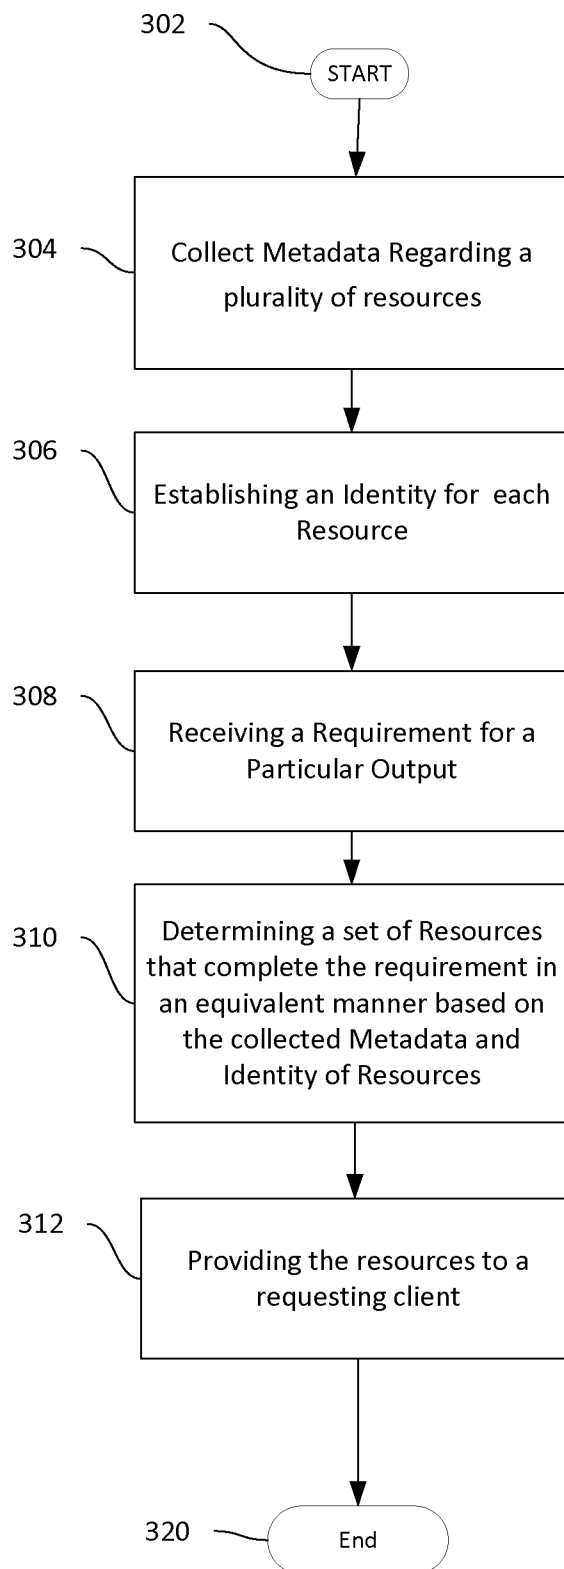 302
START
304
Collect Metadata Regarding a
plurality of resources
306
Establishing an Identity for each
Resource
308
Receiving a Requirement for a
Particular Output
310
Determining a set of Resources
that complete the requirement in
an equivalent manner based on
the collected Metadata and
Identity of Resources
312
Providing the resources to a
requesting client
320
End